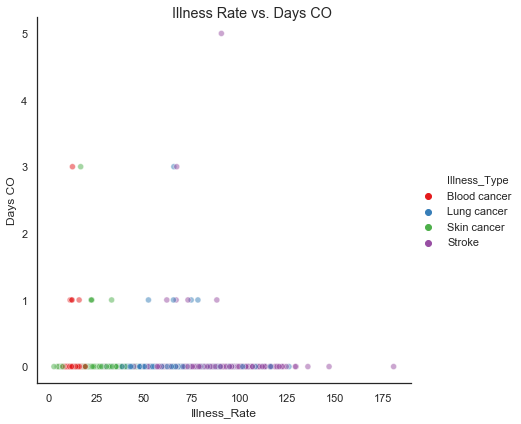 Illness Rate vs. Days CO
5
4
3
2
1
0
Days CO
0
25
50
75
100
125
150
175
Illness_Rate
Illness_Type
Blood cancer
Lung cancer
Skin cancer
Stroke